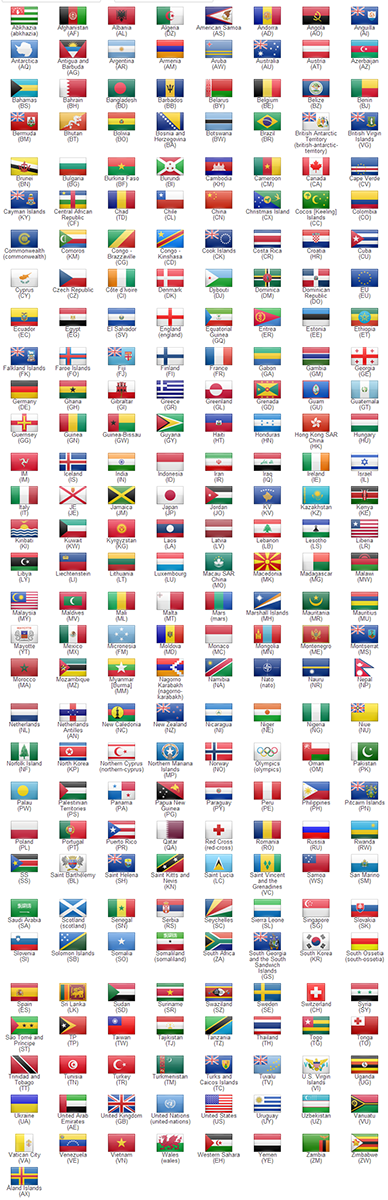 Abkhazia Afghanistan Albania Algeria American Samoa Andorra Angola Anguilla
(abkhazia) (AF) (AL) (DZ) (AS) (AD) (AO) (AI)
Antarctica Antigua and Argentina Armenia Aruba Australia Austria Azerbaijan
(AQ) Barbuda (AR) (AM) (AW) (AU) (AT) (AZ)
(AG)
Bahamas Bahrain Bangladesh Barbados Belarus Belgium Belize Benin
(BS) (BH) (BD) (BB) (BY) (BE) (BZ) (BJ)
Bermuda Bhutan Bolivia Bosnia and Botswana Brazil British Antarctic British Virgin
(BM) (BT) (BO) Herzegovina (BW) (BR) Territory Islands
(BA) (british-antarctic- (VG)
territory)
Brunei Bulgaria Burkina Faso Burundi Cambodia Cameroon Canada Cape Verde
(BN) (BG) (BF) (BI) (KH) (CM) (CA) (CV)
Cayman Islands Central African Chad Chile China Christmas Island Cocos [Keeling] Colombia
(KY) Republic (TD) (CL) (CN) (CX) Islands (CO)
(CF) (CC)
Commonwealth Comoros Congo - Congo - Cook Islands Costa Rica Croatia Cuba
(commonwealth) (KM) Brazzaville Kinshasa (CK) (CR) (HR) (CU)
(CG) (CD)
Cyprus Czech Republic Côte d'Ivoire Denmark Djibouti Dominica Dominican EU
(CY) (CZ) (CI) (DK) (DJ) (DM) Republic (EU)
(DO)
Ecuador Egypt El Salvador England Equatorial Eritrea Estonia Ethiopia
(EC) (EG) (SV) (england) Guinea (ER) (EE) (ET)
(GQ)
Falkland Islands Faroe Islands Fiji Finland France Gabon Gambia Georgia
(FK) (FO) (FJ) (FI) (FR) (GA) (GM) (GE)
Germany Ghana Gibraltar Greece Greenland Grenada Guam Guatemala
(DE) (GH) (GI) (GR) (GL) (GD) (GU) (GT)
Guernsey Guinea Guinea-Bissau Guyana Haiti Honduras Hong Kong SAR Hungary
(GG) (GN) (GW) (GY) (HT) (HN) China (HU)
(HK)
IM Iceland India Indonesia Iran Iraq Ireland Israel
(IM) (IS) (IN) (ID) (IR) (IQ) (IE) (IL)
Italy JE Jamaica Japan Jordan KV Kazakhstan Kenya
(IT) (JE) (JM) (JP) (JO) (KV) (KZ) (KE)
Kiribati Kuwait Kyrgyzstan Laos Latvia Lebanon Lesotho Liberia
(KI) (KW) (KG) (LA) (LV) (LB) (LS) (LR)
Libya Liechtenstein Lithuania Luxembourg Macau SAR Macedonia Madagascar Malawi
(LY) (LI) (LT) (LU) China (MK) (MG) (MW)
(MO)
Malaysia Maldives Mali Malta Mars Marshall Islands Mauritania Mauritius
(MY) (MV) (ML) (MT) (mars) (MH) (MR) (MU)
Mayotte Mexico Micronesia Moldova Monaco Mongolia Montenegro Montserrat
(YT) (MX) (FM) (MD) (MC) (MN) (ME) (MS)
Morocco Mozambique Myanmar Nagorno Namibia Nato Nauru Nepal
(MA) (MZ) [Burma] Karabakh (NA) (nato) (NR) (NP)
(MM) (nagorno-
karabakh)
Netherlands Netherlands New Caledonia New Zealand Nicaragua Niger Nigeria Niue
(NL) Antilles (NC) (NZ) (NI) (NE) (NG) (NU)
(AN)
Norfolk Island North Korea Northern Cyprus Northern Mariana Norway Olympics Oman Pakistan
(NF) (KP) (northern-cyprus) Islands (NO) (olympics) (OM) (PK)
(MP)
Palau Palestinian Panama Papua New Paraguay Peru Philippines Pitcairn Islands
(PW) Territories (PA) Guinea (PY) (PE) (PH) (PN)
(PS) (PG)
Poland Portugal Puerto Rico Qatar Red Cross Romania Russia Rwanda
(PL) (PT) (PR) (QA) (red-cross) (RO) (RU) (RW)
SS Saint Barthélemy Saint Helena Saint Kitts and Saint Lucia Saint Vincent Samoa San Marino
(SS) (BL) (SH) Nevis (LC) and the (WS) (SM)
(KN) Grenadines
(VC)
Saudi Arabia Scotland Senegal Serbia Seychelles Sierra Leone Singapore Slovakia
(SA) (scotland) (SN) (RS) (SC) (SL) (SG) (SK)
Slovenia Solomon Islands Somalia Somaliland South Africa South Georgia South Korea South Ossetia
(SI) (SB) (SO) (somaliland) (ZA) and the South (KR) (south-ossetia)
Sandwich Islands
(GS)
Spain Sri Lanka Sudan Suriname Swaziland Sweden Switzerland Syria
(ES) (LK) (SD) (SR) (SZ) (SE) (CH) (SY)
São Tomé and TP Taiwan Tajikistan Tanzania Thailand Togo Tonga
Príncipe (TP) (TW) (TJ) (TZ) (TH) (TG) (TO)
(ST)
Trinidad and Tunisia Turkey Turkmenistan Turks and Tuvalu U.S. Virgin Uganda
Tobago (TN) (TR) (TM) Caicos Islands (TV) Islands (UG)
(TT) (TC) (VI)
Ukraine United Arab United Kingdom United Nations United States Uruguay Uzbekistan Vanuatu
(UA) Emirates (GB) (united-nations) (US) (UY) (UZ) (VU)
(AE)
Vatican City Venezuela Vietnam Wales Western Sahara Yemen Zambia Zimbabwe
(VA) (VE) (VN) (wales) (EH) (YE) (ZM) (ZW)
Åland Islands
(AX)